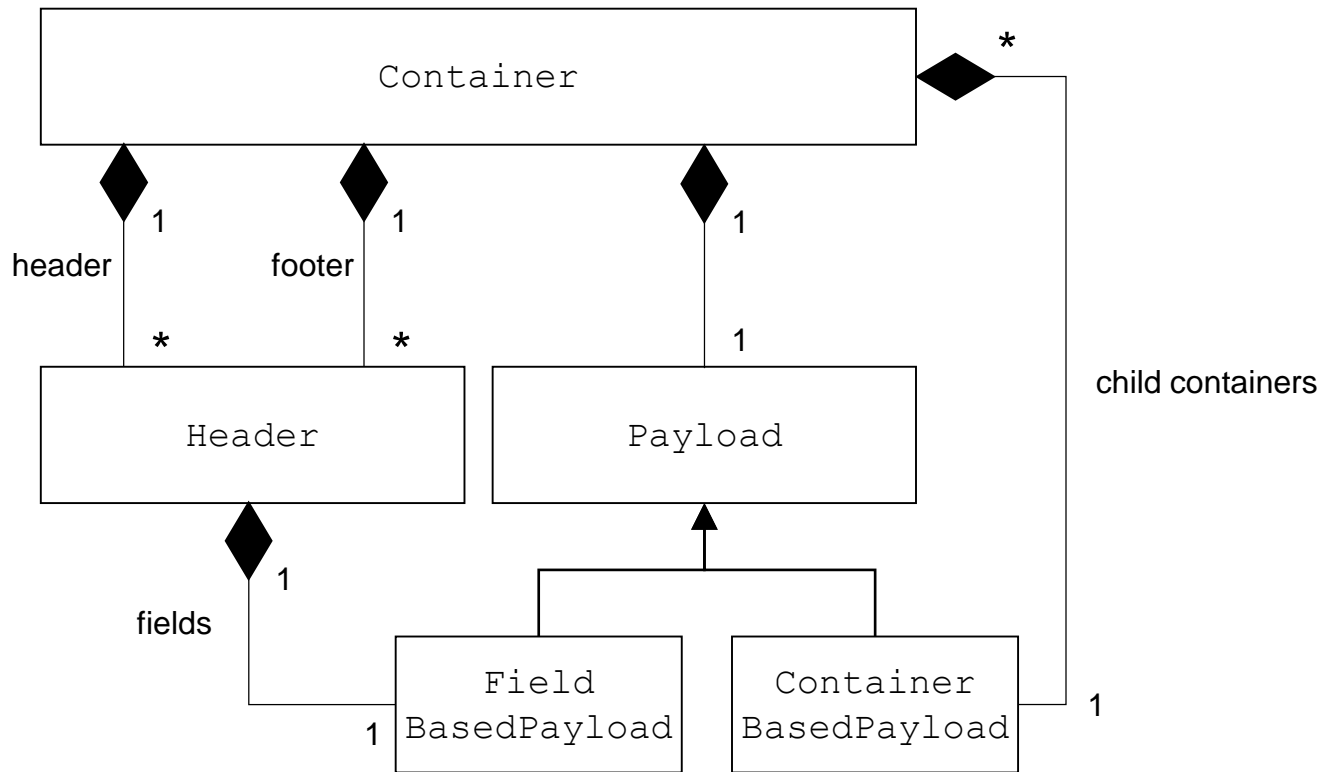 *
Container
1
1
1
header
footer
*
*
1
child containers
Header
Payload
1
fields
Field
BasedPayload
Container
BasedPayload
1
1